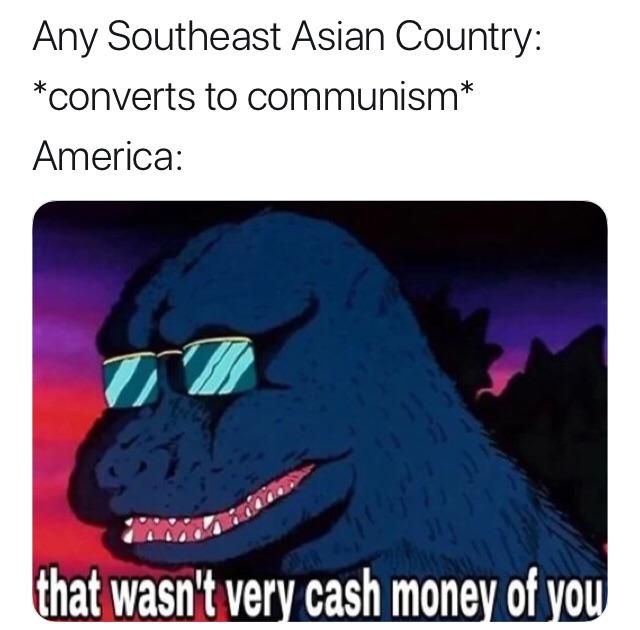 Any Southeast Asian Country:
*converts to communism*
America:
that wasn't very cash money of you